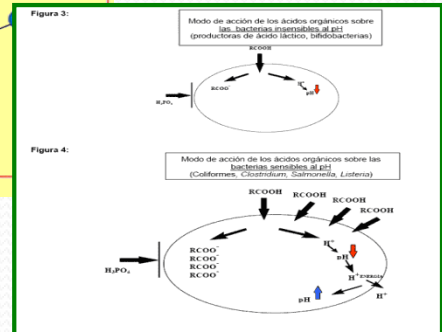 Figura 3:
Modo de acción de los ácidos orgánicos sobre
las bacterias insensibles al pH
(productoras de ácido láctico, bifidobacterias)
RCOOH
RCOO⁻
H⁺
pH
H₃PO₄
Figura 4:
Modo de acción de los ácidos orgánicos sobre las
bacterias sensibles al pH
(Coliformes, Clostridium, Salmonella, Listeria)
RCOOH
RCOOH
RCOOH
RCOOH
RCOO⁻
RCOO⁻
RCOO⁻
RCOO⁻
H⁺
pH
H⁺ ENERGÍA
H⁺
pH
H₃PO₄